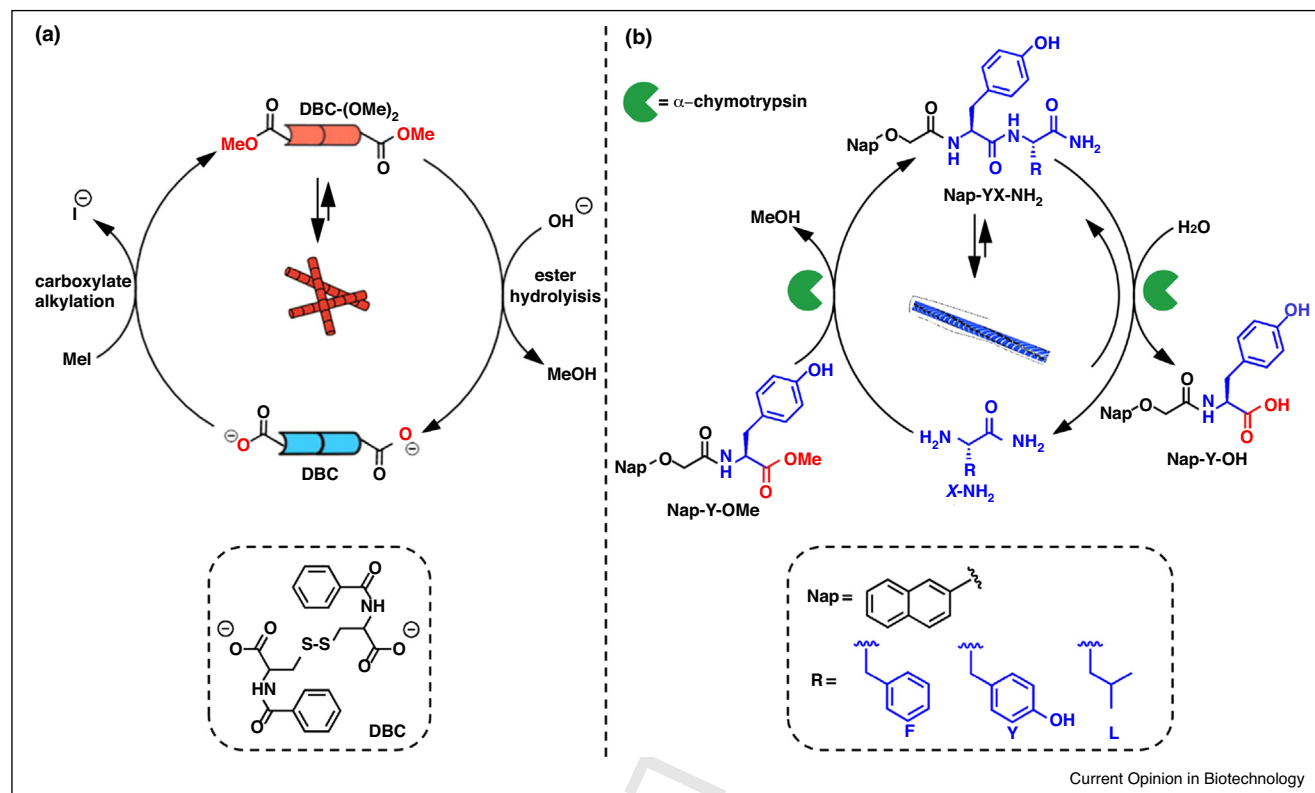 (a)
DBC-(OMe)2
MeO
O
OMe
O
I⊖
OH⊖
carboxylate
alkylation
ester
hydrolyisis
MeI
MeOH
O
⊖O
O⊖
O
DBC
O
NH
⊖
O
S-S
O⊖
O
O
NH
O
DBC
(b)
= α–chymotrypsin
OH
O
H
N
O
NH2
Nap
O
N
H
O
R
Nap-YX-NH2
MeOH
H2O
OH
O
H
N
OMe
Nap
O
O
Nap-Y-OMe
H2N
O
NH2
R
X-NH2
OH
O
H
N
OH
Nap
O
O
Nap-Y-OH
Nap =
R =
F
Y
OH
L
Current Opinion in Biotechnology